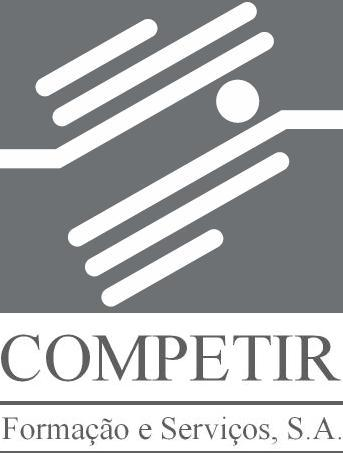 COMPETIR
Formação e Serviços, S.A.